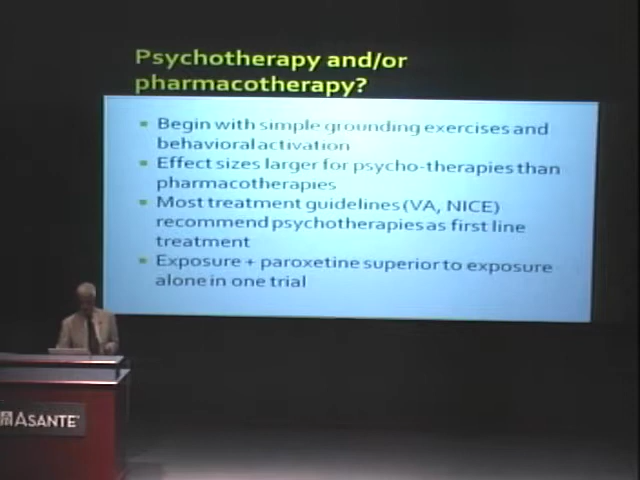 Psychotherapy and/or
pharmacotherapy?
Begin with simple grounding exercises and
behavioral activation
Effect sizes larger for psycho-therapies than
pharmacotherapies
Most treatment guidelines (VA, NICE)
recommend psychotherapies as first line
treatment
Exposure + paroxetine superior to exposure
alone in one trial
ASANTE